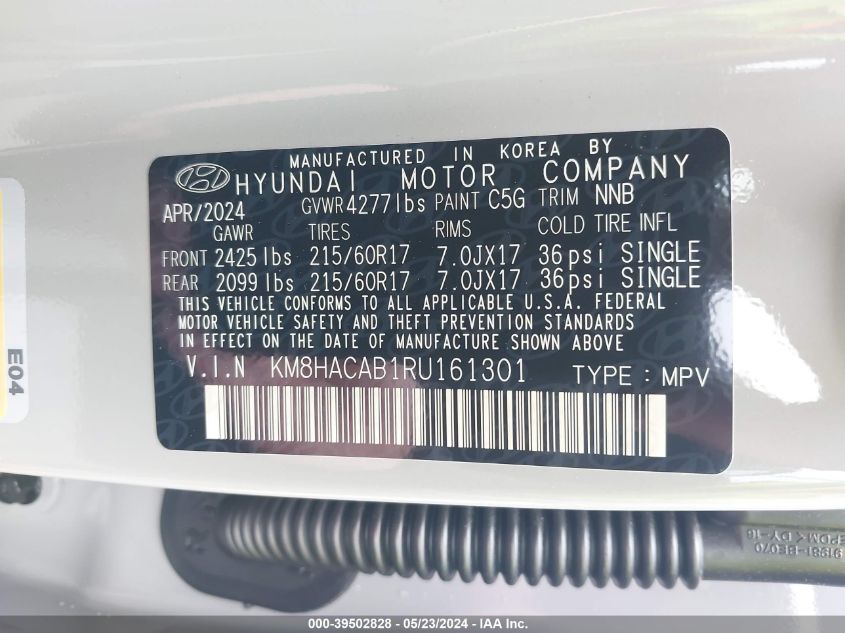 MANUFACTURED IN KOREA BY
HYUNDAI MOTOR COMPANY
APR/2024 GVWR 4277 lbs PAINT C5G TRIM NNB
GAWR TIRES RIMS COLD TIRE INFL
FRONT 2425 lbs 215/60R17 7.0JX17 36 psi SINGLE
REAR 2099 lbs 215/60R17 7.0JX17 36 psi SINGLE
THIS VEHICLE CONFORMS TO ALL APPLICABLE U.S.A. FEDERAL
MOTOR VEHICLE SAFETY AND THEFT PREVENTION STANDARDS
IN EFFECT ON THE DATE OF MANUFACTURE SHOWN ABOVE.
V.I.N KM8HACAB1RU161301 TYPE : MPV
E04
000-39502828 - 05/23/2024 - IAA Inc.